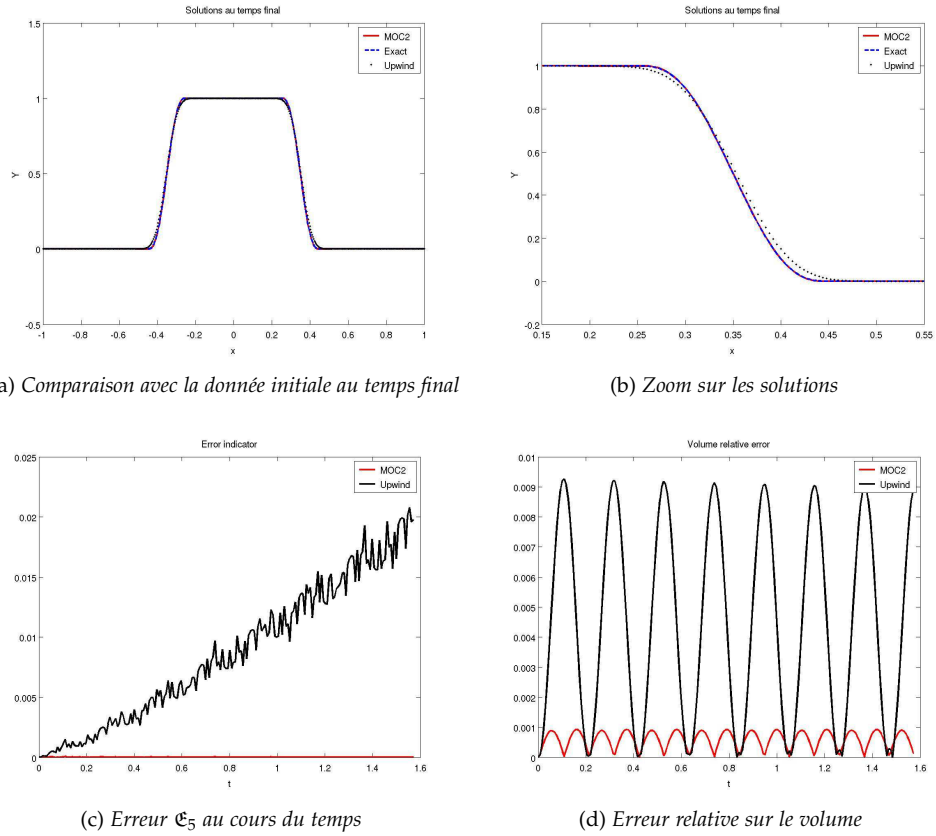 Solutions au temps final
1.5
MOC2
Exact
Upwind
1
Y
0.5
0
-0.5
-1 -0.8 -0.6 -0.4 -0.2 0 0.2 0.4 0.6 0.8 1
x
a) Comparaison avec la donnée initiale au temps final
Solutions au temps final
MOC2
Exact
Upwind
1
0.8
0.6
Y
0.4
0.2
0
-0.2
0.15 0.2 0.25 0.3 0.35 0.4 0.45 0.5 0.55
x
(b) Zoom sur les solutions
Error indicator
0.025
MOC2
Upwind
0.02
0.015
0.01
0.005
0
0 0.2 0.4 0.6 0.8 1 1.2 1.4 1.6
t
(c) Erreur 𝕰5 au cours du temps
Volume relative error
0.01
MOC2
Upwind
0.009
0.008
0.007
0.006
0.005
0.004
0.003
0.002
0.001
0
0 0.2 0.4 0.6 0.8 1 1.2 1.4 1.6
t
(d) Erreur relative sur le volume